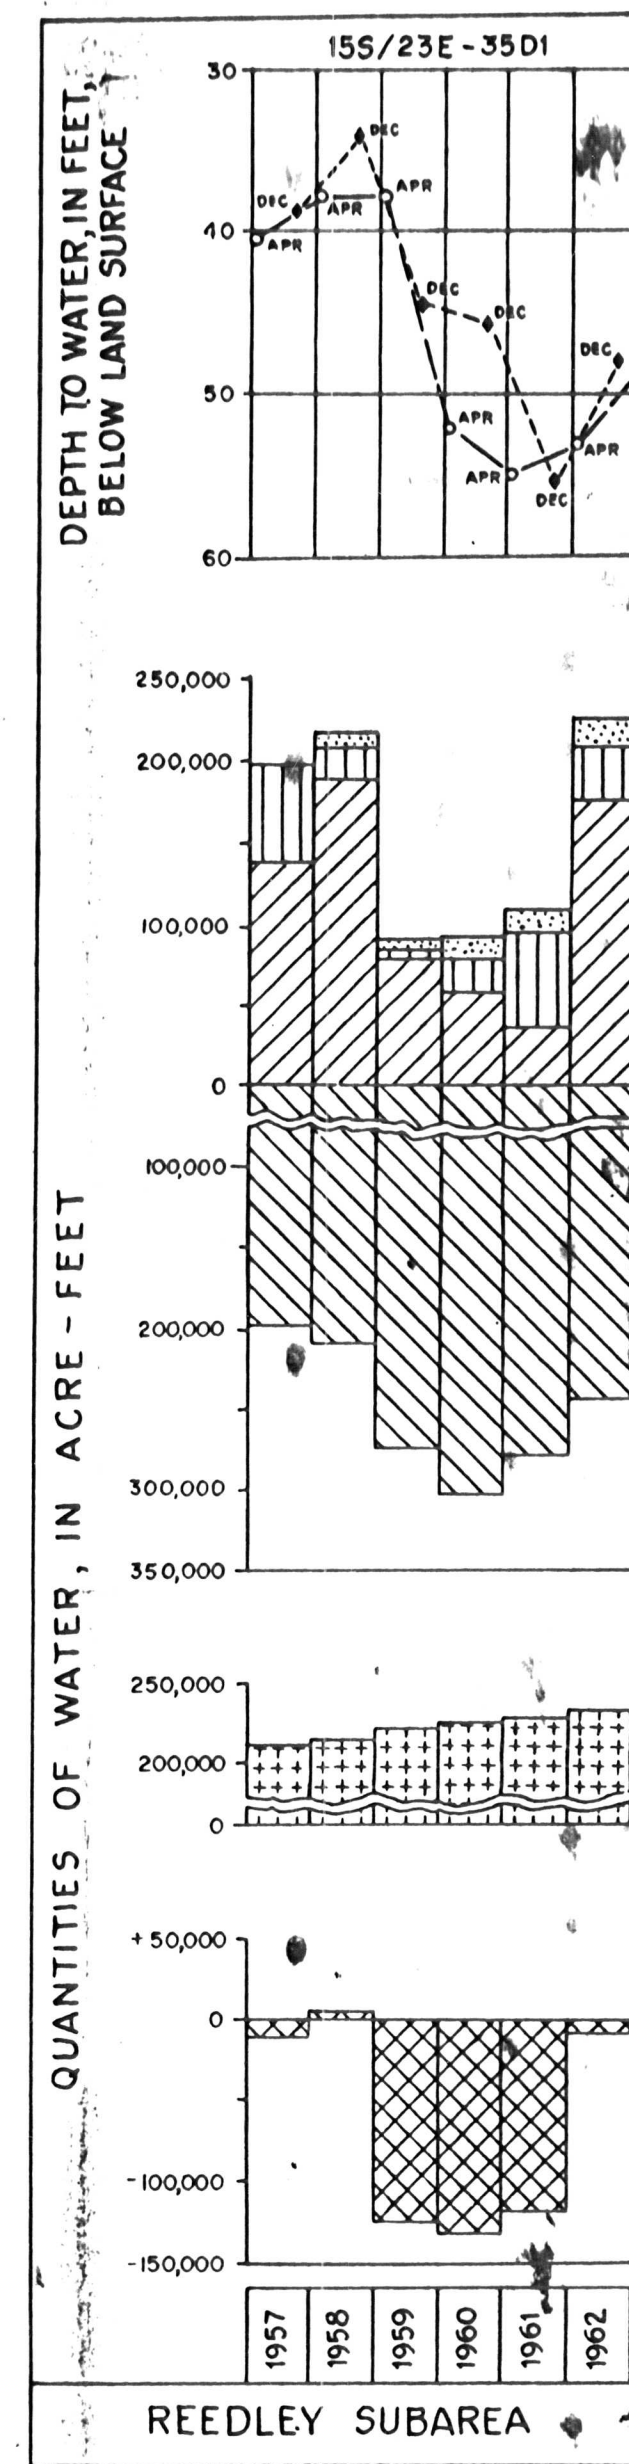 15S/23E-35D1
DEPTH TO WATER, IN FEET,
BELOW LAND SURFACE
30
40
50
60
DEC
DEC
APR
APR
APR
DEC
DEC
DEC
APR
APR
APR
DEC
QUANTITIES OF WATER, IN ACRE-FEET
250,000
200,000
100,000
0
100,000
200,000
300,000
350,000
250,000
200,000
0
+50,000
0
-100,000
-150,000
1957
1958
1959
1960
1961
1962
REEDLEY SUBAREA